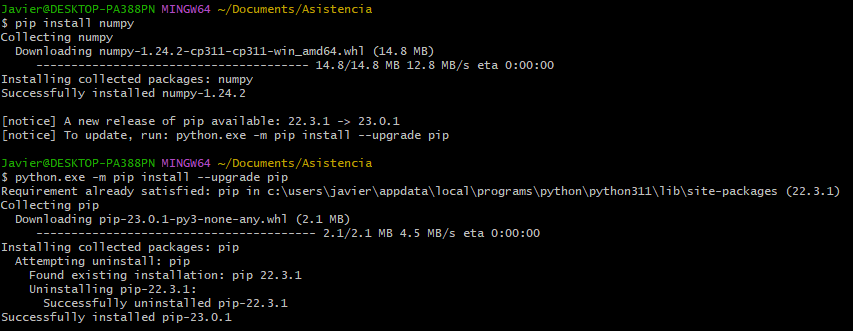 Javier@DESKTOP-PA388PN MINGW64 ~/Documents/Asistencia
$ pip install numpy
Collecting numpy
  Downloading numpy-1.24.2-cp311-cp311-win_amd64.whl (14.8 MB)
     --------------------------------------- 14.8/14.8 MB 12.8 MB/s eta 0:00:00
Installing collected packages: numpy
Successfully installed numpy-1.24.2

[notice] A new release of pip available: 22.3.1 -> 23.0.1
[notice] To update, run: python.exe -m pip install --upgrade pip

Javier@DESKTOP-PA388PN MINGW64 ~/Documents/Asistencia
$ python.exe -m pip install --upgrade pip
Requirement already satisfied: pip in c:\users\javier\appdata\local\programs\python\python311\lib\site-packages (22.3.1)
Collecting pip
  Downloading pip-23.0.1-py3-none-any.whl (2.1 MB)
     ---------------------------------------- 2.1/2.1 MB 4.5 MB/s eta 0:00:00
Installing collected packages: pip
  Attempting uninstall: pip
    Found existing installation: pip 22.3.1
    Uninstalling pip-22.3.1:
      Successfully uninstalled pip-22.3.1
Successfully installed pip-23.0.1